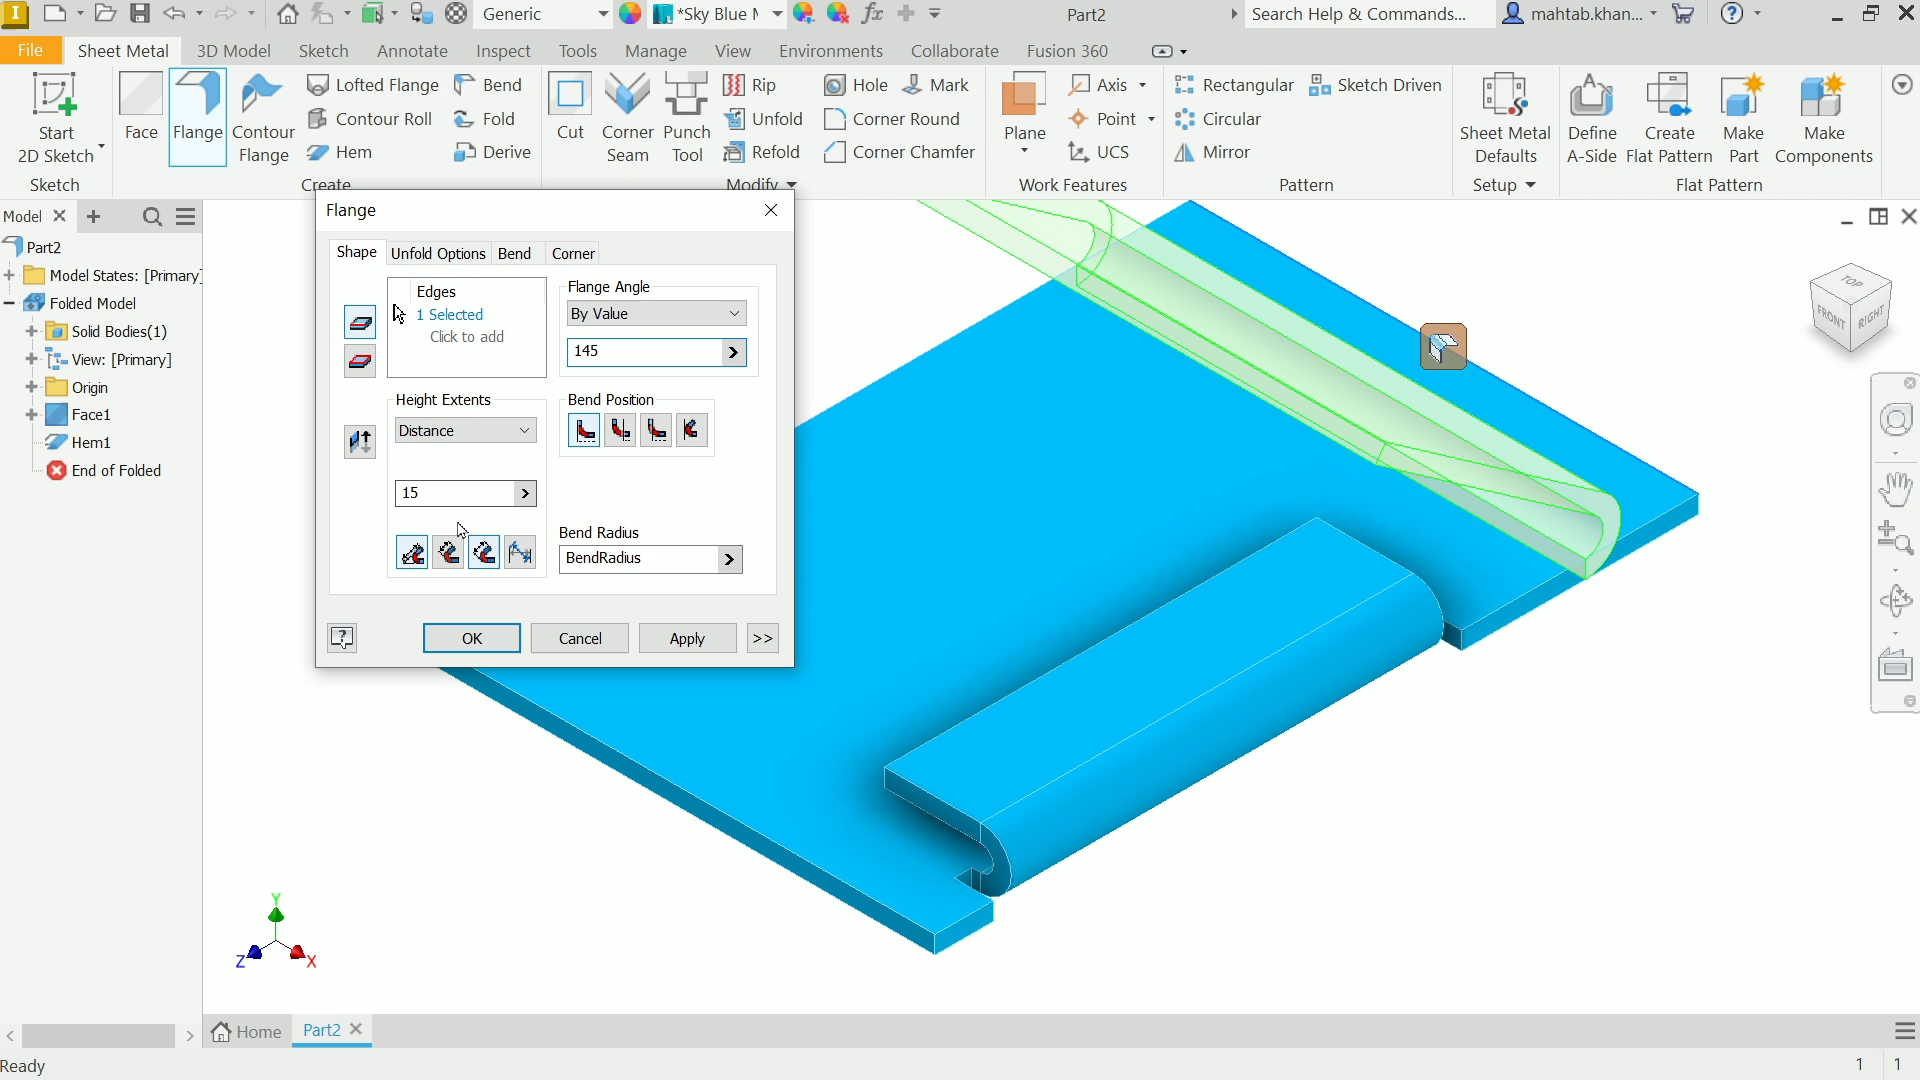 Generic
*Sky Blue M
fx
Part2
Search Help & Commands...
mahtab.khan...
File
Sheet Metal
3D Model
Sketch
Annotate
Inspect
Tools
Manage
View
Environments
Collaborate
Fusion 360
Start
2D Sketch
Sketch
Face
Flange
Contour
Flange
Lofted Flange
Contour Roll
Hem
Bend
Fold
Derive
Create
Cut
Corner
Seam
Punch
Tool
Rip
Unfold
Refold
Hole
Mark
Corner Round
Corner Chamfer
Modify
Plane
Axis
Point
UCS
Work Features
Rectangular
Circular
Mirror
Sketch Driven
Pattern
Sheet Metal
Defaults
Setup
Define
A-Side
Create
Flat Pattern
Make
Part
Make
Components
Flat Pattern
Model
Part2
Model States: [Primary]
Folded Model
Solid Bodies(1)
View: [Primary]
Origin
Face1
Hem1
End of Folded
Flange
Shape
Unfold Options
Bend
Corner
Edges
1 Selected
Click to add
Flange Angle
By Value
145
Height Extents
Distance
15
Bend Position
Bend Radius
BendRadius
OK
Cancel
Apply
>>
TOP
FRONT
RIGHT
Y
Z
X
Home
Part2
Ready
1
1